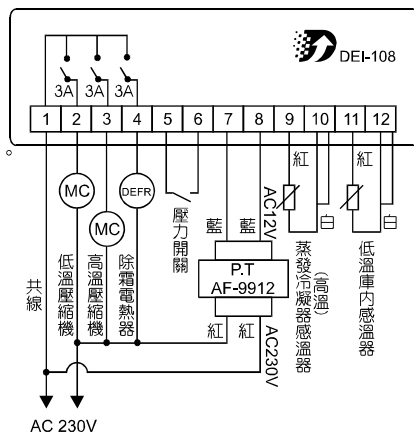 DEI-108
3A 3A 3A
1 2 3 4 5 6 7 8 9 10 11 12
紅 紅
MC
MC
DEFR
白 白
共線
低溫壓縮機
高溫壓縮機
除霜電熱器
壓力開關
藍 藍
AC12V
P.T
AF-9912
紅 紅
AC230V
蒸發冷凝器感溫器
(高溫)
低溫庫內感溫器
AC 230V